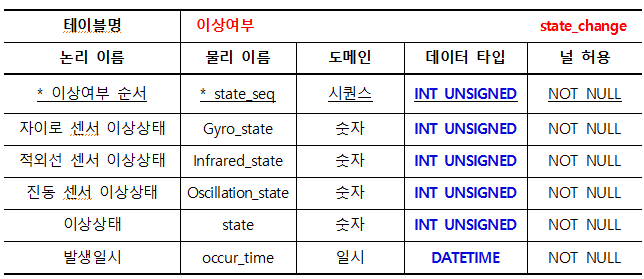 테이블명 이상여부 state_change
논리 이름 물리 이름 도메인 데이터 타입 널 허용
* 이상여부 순서 * state_seq 시퀀스 INT UNSIGNED NOT NULL
자이로 센서 이상상태 Gyro_state 숫자 INT UNSIGNED NOT NULL
적외선 센서 이상상태 Infrared_state 숫자 INT UNSIGNED NOT NULL
진동 센서 이상상태 Oscillation_state 숫자 INT UNSIGNED NOT NULL
이상상태 state 숫자 INT UNSIGNED NOT NULL
발생일시 occur_time 일시 DATETIME NOT NULL